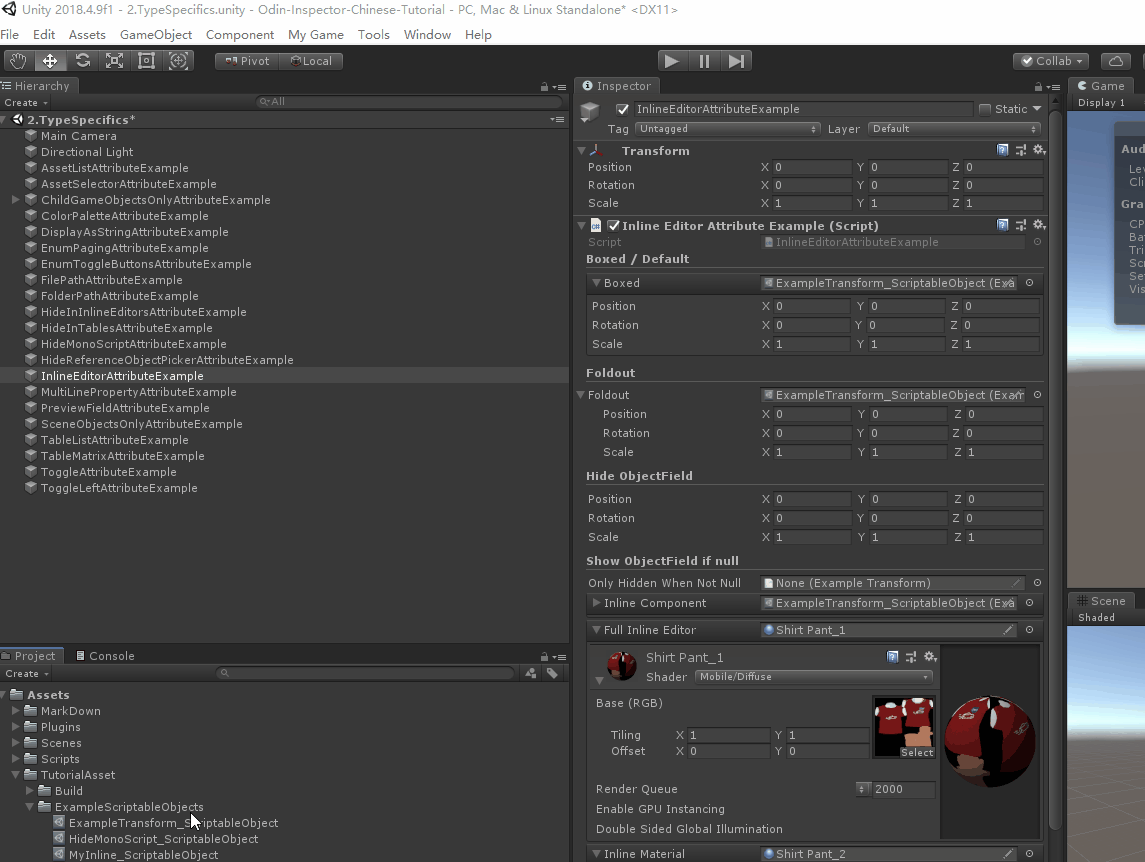 Unity 2018.4.9f1 - 2.TypeSpecifics.unity - Odin-Inspector-Chinese-Tutorial - PC, Mac & Linux Standalone* <DX11>
File Edit Assets GameObject Component My Game Tools Window Help
Pivot Local Collab
Hierarchy
Create All
2.TypeSpecifics*
Main Camera
Directional Light
AssetListAttributeExample
AssetSelectorAttributeExample
ChildGameObjectsOnlyAttributeExample
ColorPaletteAttributeExample
DisplayAsStringAttributeExample
EnumPagingAttributeExample
EnumToggleButtonsAttributeExample
FilePathAttributeExample
FolderPathAttributeExample
HideInInlineEditorsAttributeExample
HideInTablesAttributeExample
HideMonoScriptAttributeExample
HideReferenceObjectPickerAttributeExample
InlineEditorAttributeExample
MultiLinePropertyAttributeExample
PreviewFieldAttributeExample
SceneObjectsOnlyAttributeExample
TableListAttributeExample
TableMatrixAttributeExample
ToggleAttributeExample
ToggleLeftAttributeExample
Project Console
Create
Assets
MarkDown
Plugins
Scenes
Scripts
TutorialAsset
Build
ExampleScriptableObjects
ExampleTransform_ScriptableObject
HideMonoScript_ScriptableObject
MyInline_ScriptableObject
Inspector
InlineEditorAttributeExample Static
Tag Untagged Layer Default
Transform
Position X 0 Y 0 Z 0
Rotation X 0 Y 0 Z 0
Scale X 1 Y 1 Z 1
Inline Editor Attribute Example (Script)
Script InlineEditorAttributeExample
Boxed / Default
Boxed ExampleTransform_ScriptableObject (Exa
Position X 0 Y 0 Z 0
Rotation X 0 Y 0 Z 0
Scale X 1 Y 1 Z 1
Foldout
Foldout ExampleTransform_ScriptableObject (Exam
Position X 0 Y 0 Z 0
Rotation X 0 Y 0 Z 0
Scale X 1 Y 1 Z 1
Hide ObjectField
Position X 0 Y 0 Z 0
Rotation X 0 Y 0 Z 0
Scale X 1 Y 1 Z 1
Show ObjectField if null
Only Hidden When Not Null None (Example Transform)
Inline Component ExampleTransform_ScriptableObject (Exa
Full Inline Editor Shirt Pant_1
Shirt Pant_1
Shader Mobile/Diffuse
Base (RGB)
Tiling X 1 Y 1
Offset X 0 Y 0
Select
Render Queue 2000
Enable GPU Instancing
Double Sided Global Illumination
Inline Material Shirt Pant_2
Game
Display 1
Aud
Lev
Cli
Gra
CP
Ba
Tri
Scr
Se
Vis
Scene
Shaded